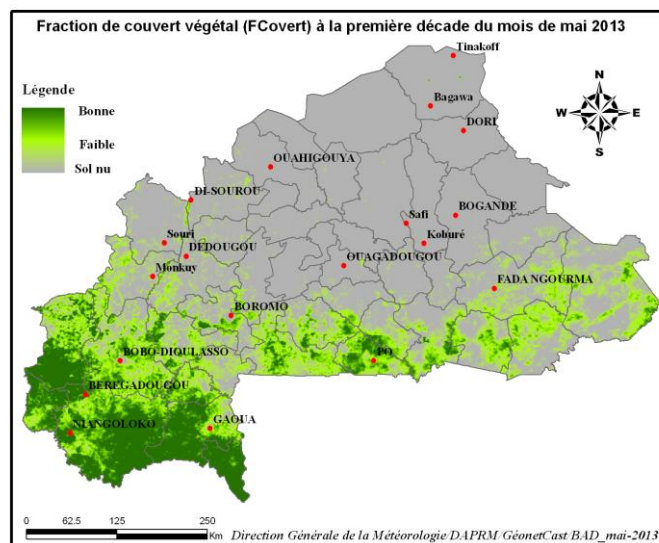 Fraction de couvert végétal (FCovert) à la première décade du mois de mai 2013
Tinakoff
Légende
Bonne
Faible
Sol nu
N
W
E
S
Bagawa
DORI
OUAHIGOUYA
DI-SOUROU
Safi
BOGANDE
Souri
Koburé
DEDOUGOU
OUAGADOUGOU
Monkuy
FADA NGOURMA
BOROMO
BOBO-DIOULASSO
PO
BEREGADOUGOU
NIANGOLOKO
GAOUA
0 62.5 125 250
Km
Direction Générale de la Météorologie/DAPRM/GéonetCast/BAD_mai-2013